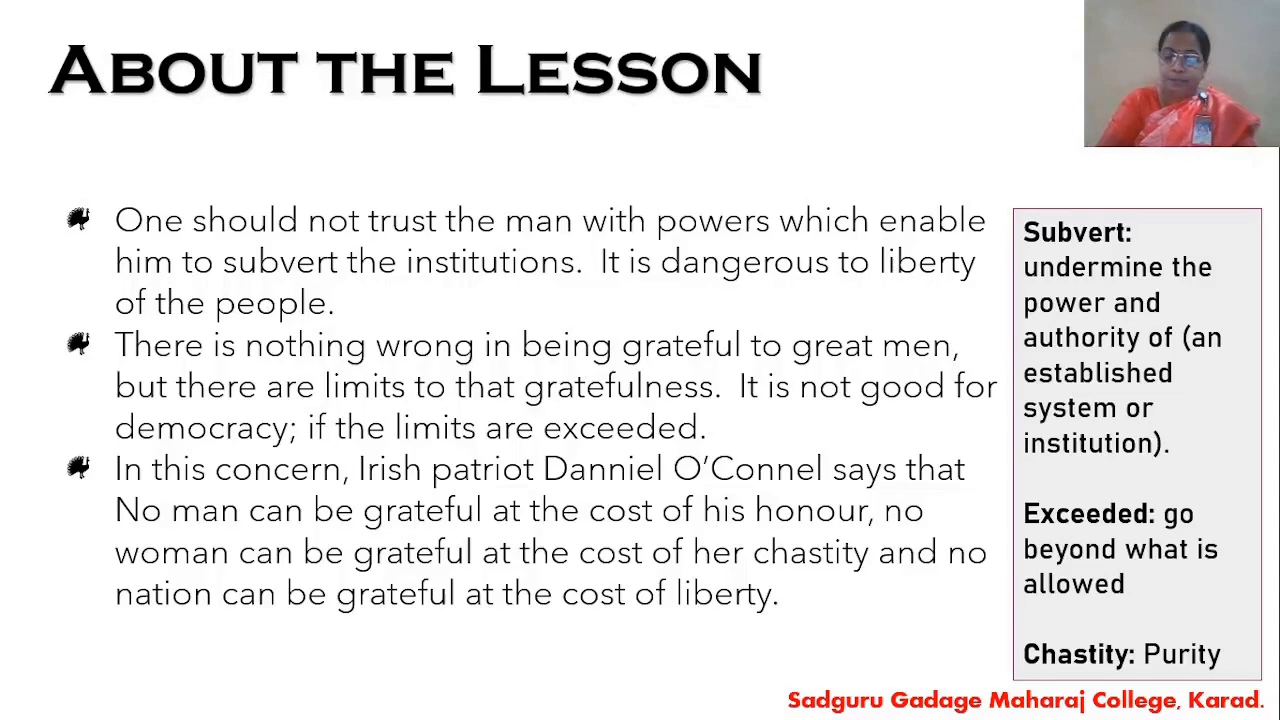 ABOUT THE LESSON
One should not trust the man with powers which enable
him to subvert the institutions. It is dangerous to liberty
of the people.
There is nothing wrong in being grateful to great men,
but there are limits to that gratefulness. It is not good for
democracy; if the limits are exceeded.
In this concern, Irish patriot Danniel O'Connel says that
No man can be grateful at the cost of his honour, no
woman can be grateful at the cost of her chastity and no
nation can be grateful at the cost of liberty.
Subvert:
undermine the
power and
authority of (an
established
system or
institution).
Exceeded: go
beyond what is
allowed
Chastity: Purity
Sadguru Gadage Maharaj College, Karad.